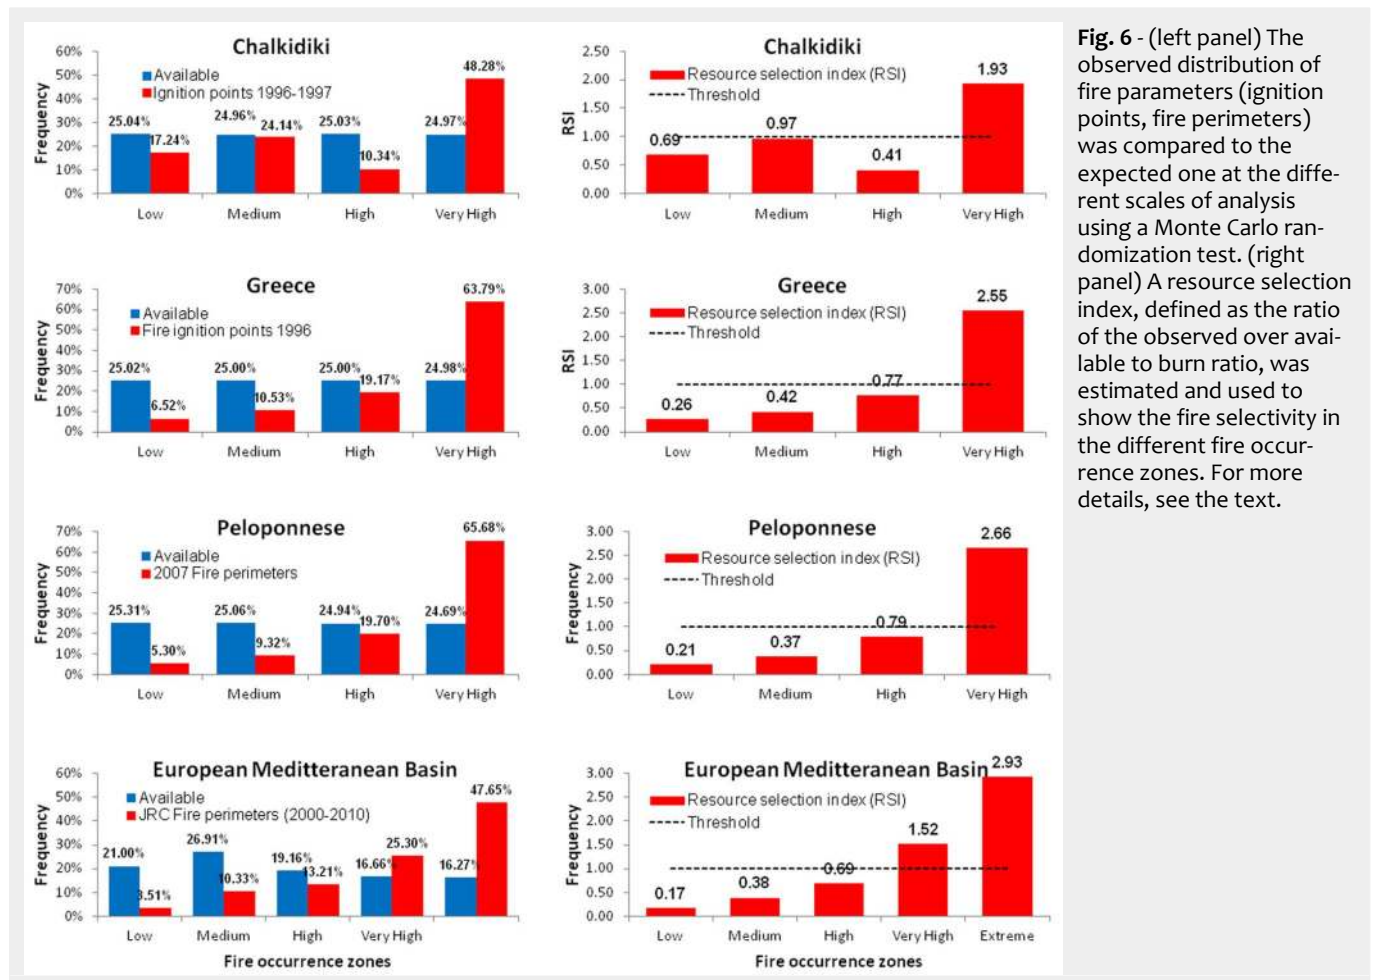 Chalkidiki
60%
50%
40%
30%
20%
10%
0%
Frequency
Available
Ignition points 1996-1997
25.04%
17.24%
24.96%
24.14%
25.03%
10.34%
24.97%
48.28%
Low
Medium
High
Very High
Chalkidiki
2.50
2.00
1.50
1.00
0.50
0.00
RSI
Resource selection index (RSI)
Threshold
0.69
0.97
0.41
1.93
Low
Medium
High
Very High
Greece
70%
60%
50%
40%
30%
20%
10%
0%
Frequency
Available
Fire ignition points 1996
25.02%
6.52%
25.00%
10.53%
25.00%
19.17%
24.98%
63.79%
Low
Medium
High
Very High
Greece
3.00
2.50
2.00
1.50
1.00
0.50
0.00
RSI
Resource selection index (RSI)
Threshold
0.26
0.42
0.77
2.55
Low
Medium
High
Very High
Peloponnese
70%
60%
50%
40%
30%
20%
10%
0%
Frequency
Available
2007 Fire perimeters
25.31%
5.30%
25.06%
9.32%
24.94%
19.70%
24.69%
65.68%
Low
Medium
High
Very High
Peloponnese
3.00
2.50
2.00
1.50
1.00
0.50
0.00
Frequency
Resource selection index (RSI)
Threshold
0.21
0.37
0.79
2.66
Low
Medium
High
Very High
European Meditteranean Basin
60%
50%
40%
30%
20%
10%
0%
Frequency
Available
JRC Fire perimeters (2000-2010)
21.00%
3.51%
26.91%
10.33%
19.16%
13.21%
16.66%
25.30%
16.27%
47.65%
Low
Medium
High
Very High
Fire occurrence zones
European Meditteranean Basin
3.00
2.50
2.00
1.50
1.00
0.50
0.00
Frequency
Resource selection index (RSI)
Threshold
0.17
0.38
0.69
1.52
2.93
Low
Medium
High
Very High
Extreme
Fire occurrence zones
Fig. 6 - (left panel) The
observed distribution of
fire parameters (ignition
points, fire perimeters)
was compared to the
expected one at the diffe-
rent scales of analysis
using a Monte Carlo ran-
domization test. (right
panel) A resource selection
index, defined as the ratio
of the observed over avai-
lable to burn ratio, was
estimated and used to
show the fire selectivity in
the different fire occur-
rence zones. For more
details, see the text.